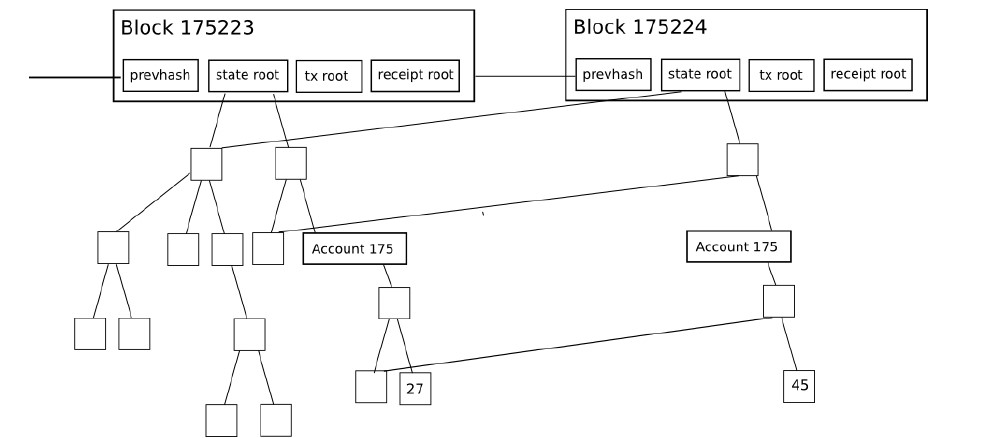 Block 175223
prevhash state root tx root receipt root
Block 175224
prevhash state root tx root receipt root
Account 175
27
Account 175
45